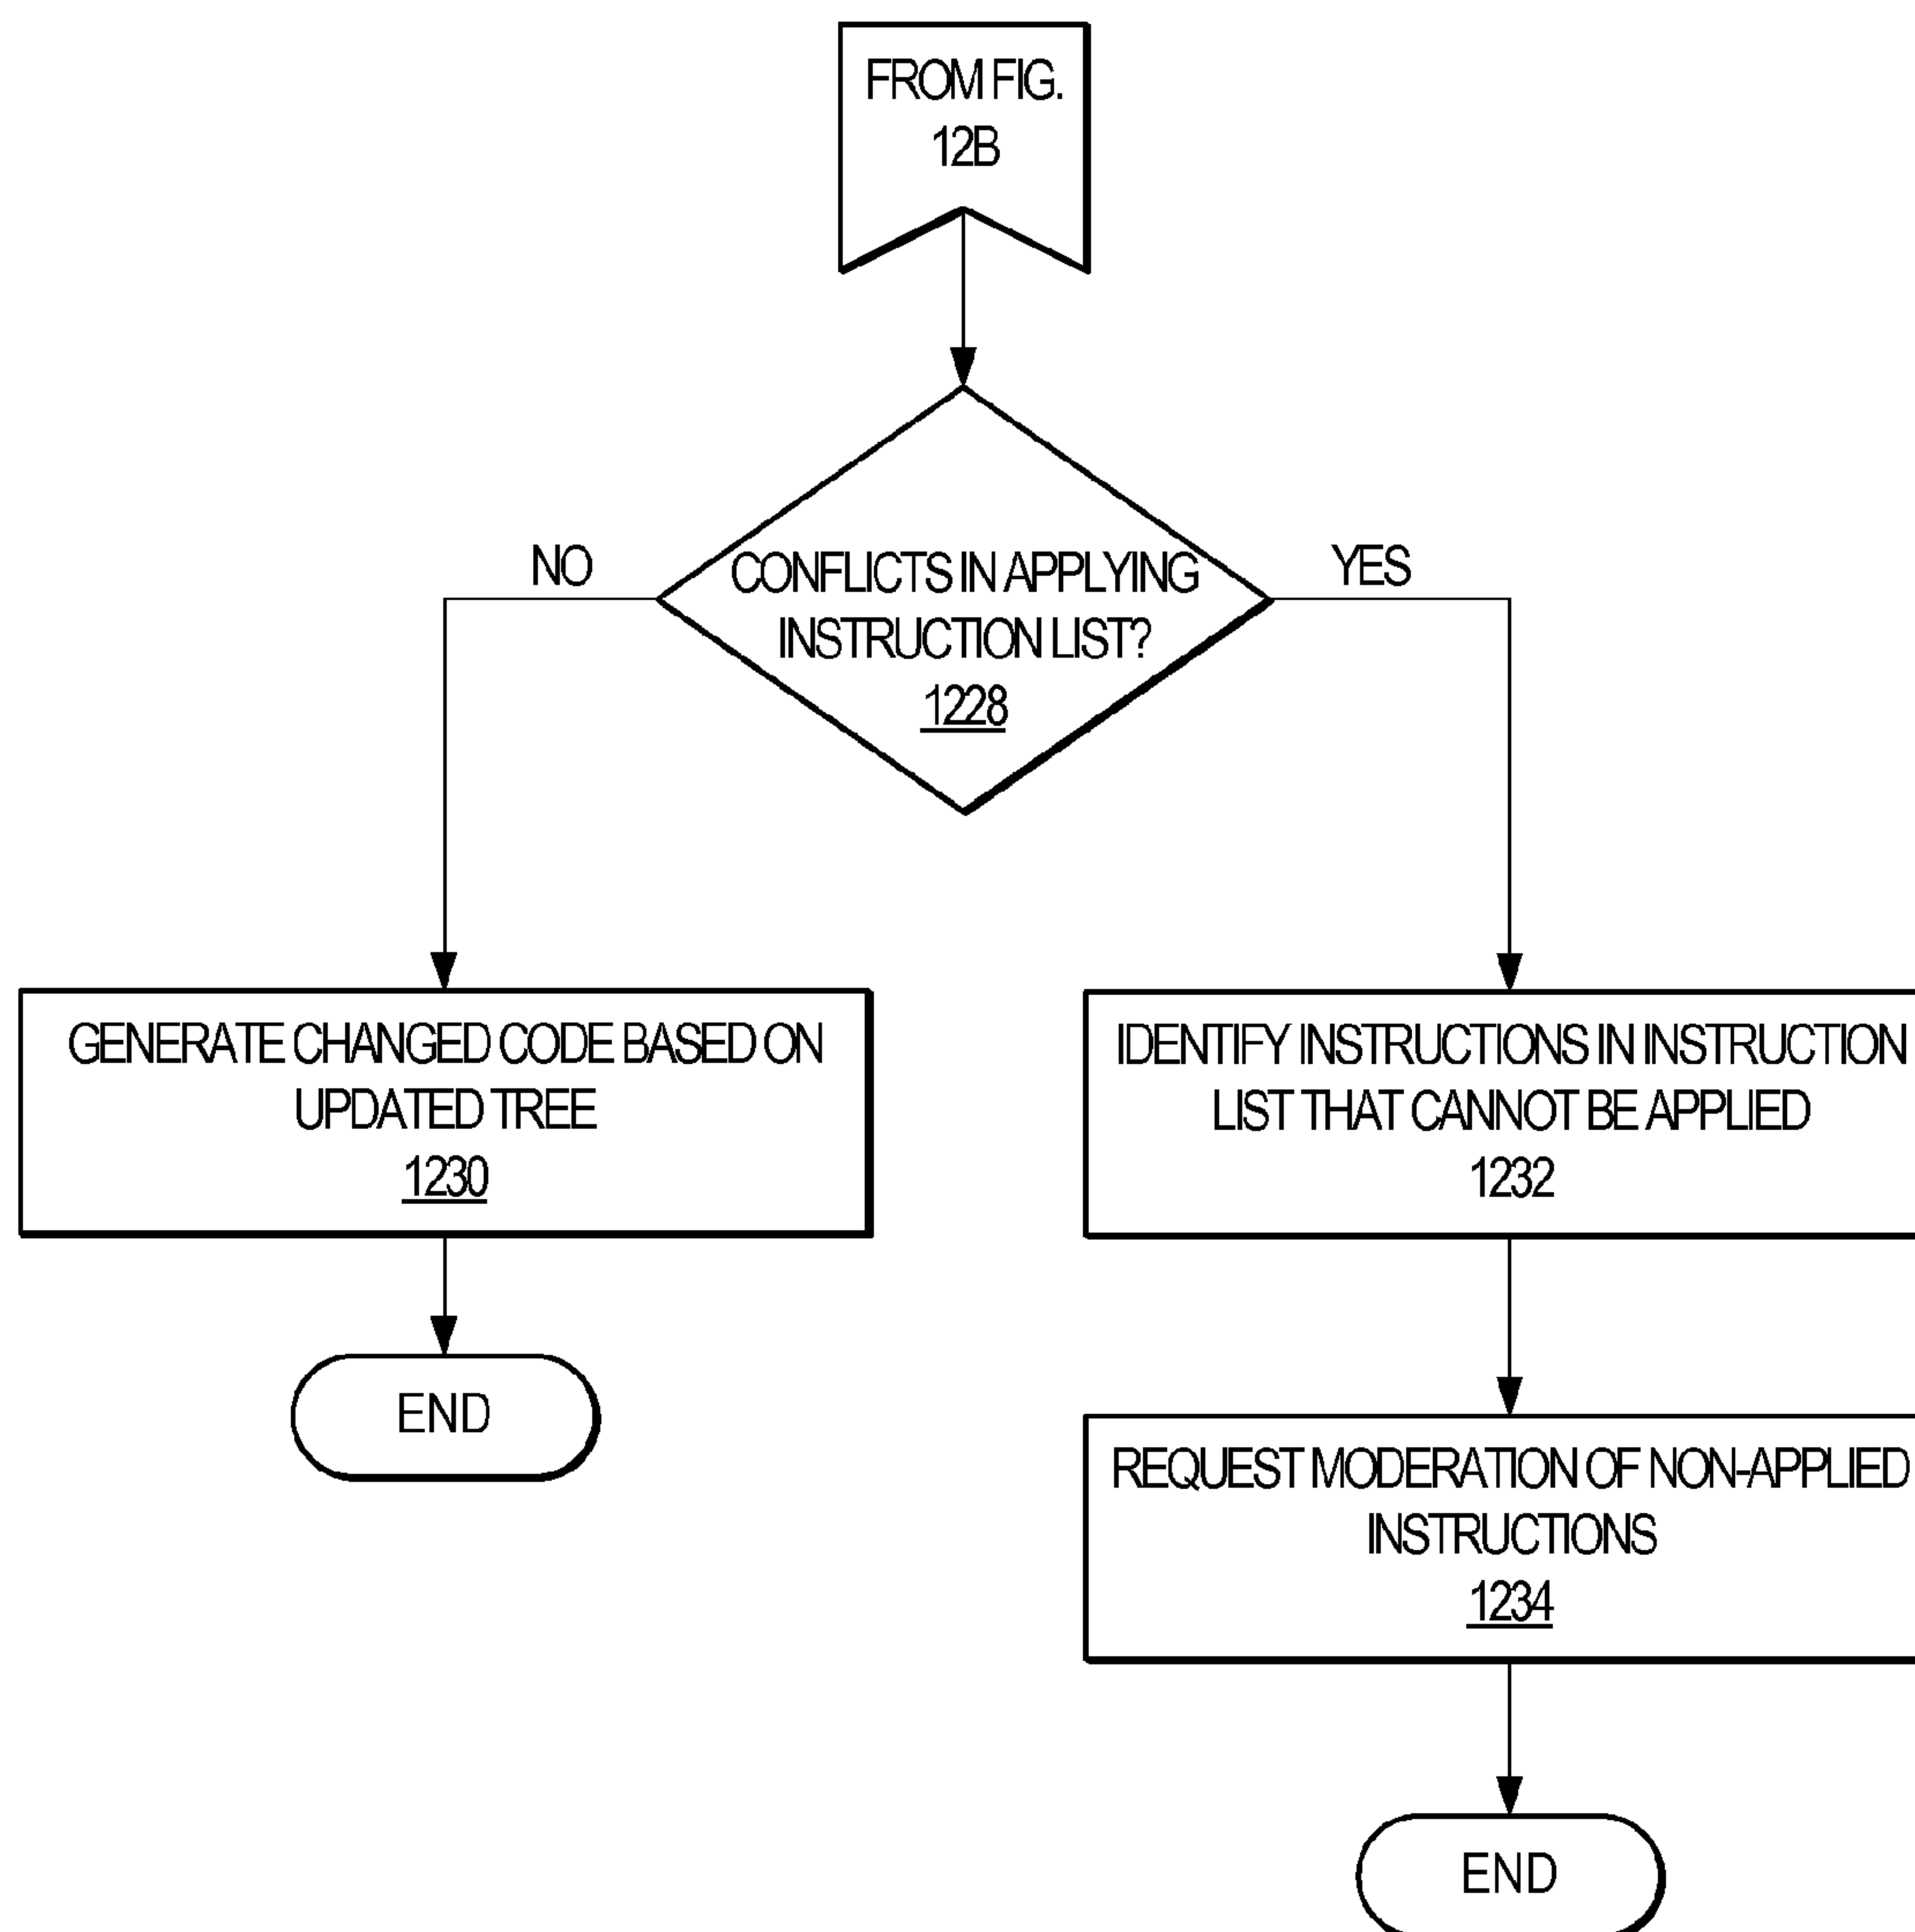 FROM FIG.
12B
CONFLICTS IN APPLYING
INSTRUCTION LIST?
1228
NO
YES
GENERATE CHANGED CODE BASED ON
UPDATED TREE
1230
END
IDENTIFY INSTRUCTIONS IN INSTRUCTION
LIST THAT CANNOT BE APPLIED
1232
REQUEST MODERATION OF NON-APPLIED
INSTRUCTIONS
1234
END